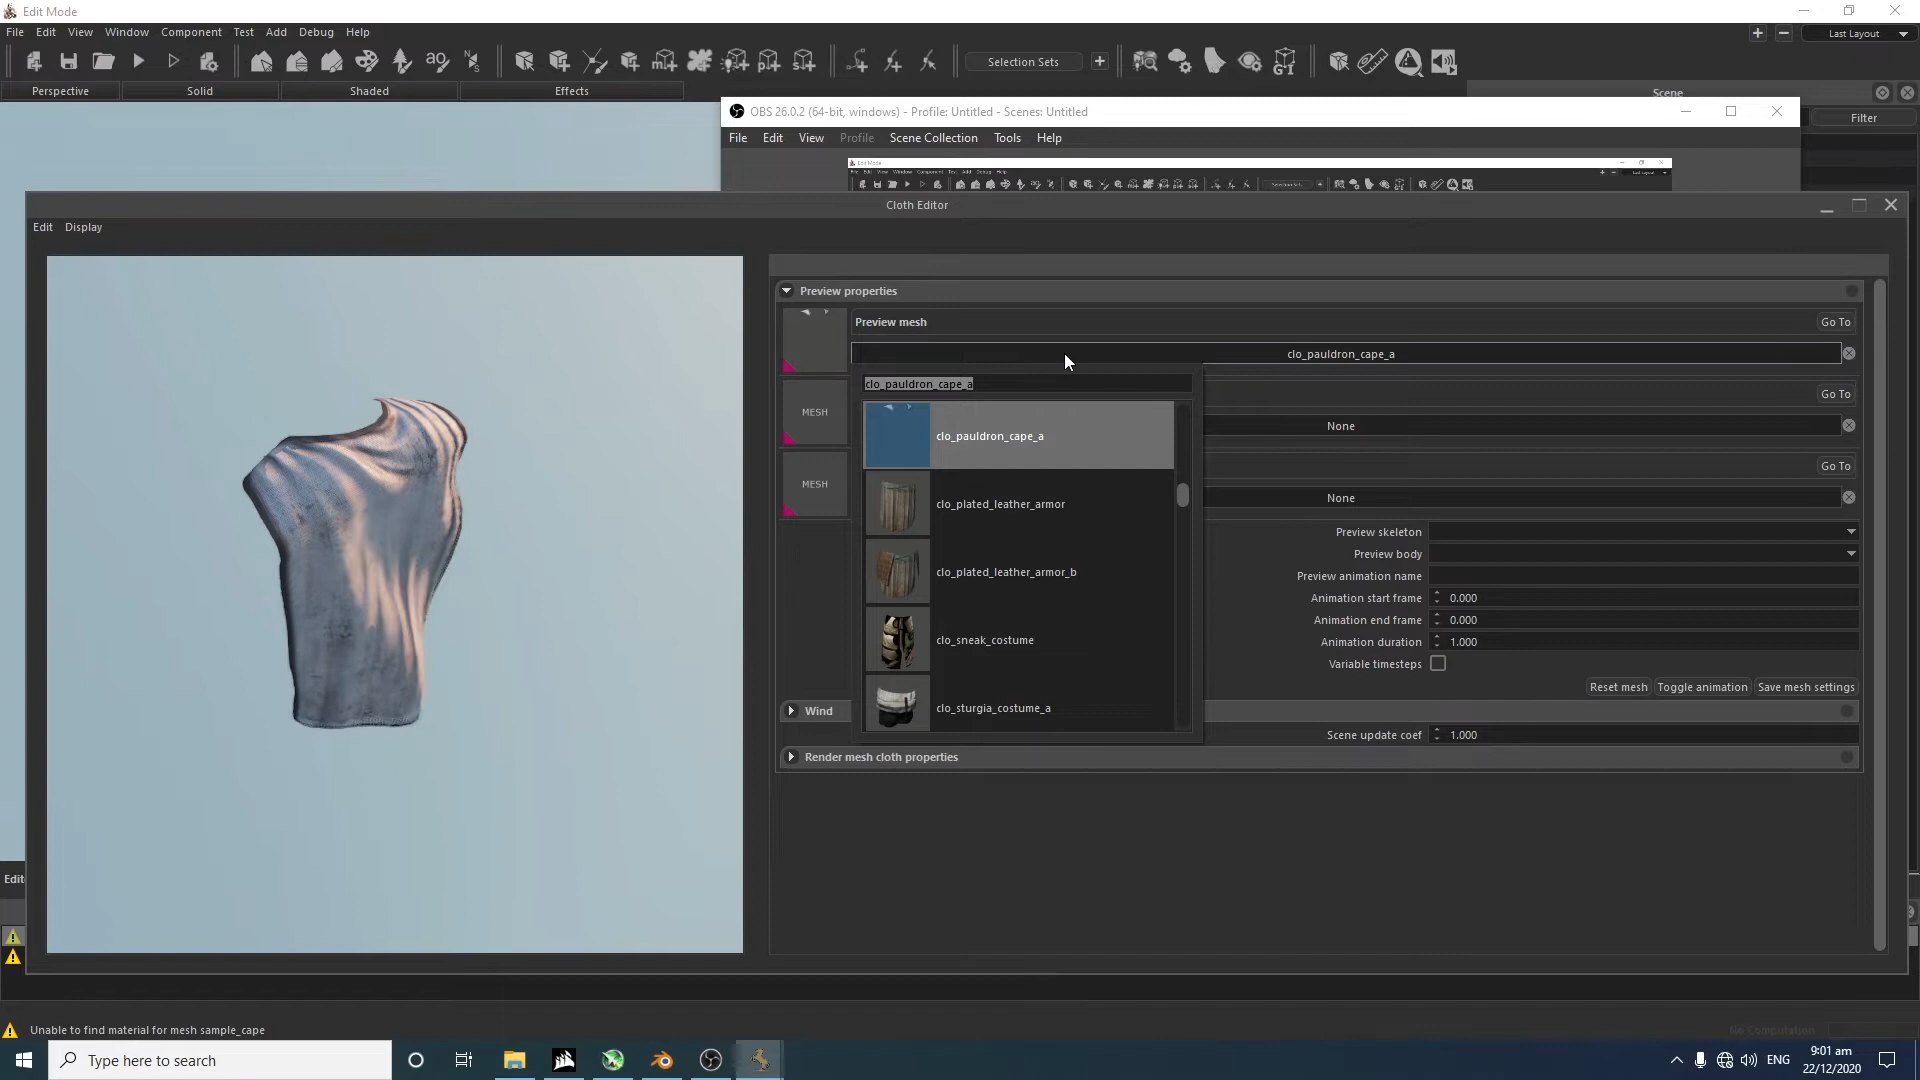 Edit Mode
File Edit View Window Component Test Add Debug Help
Last Layout
Selection Sets
Perspective Solid Shaded Effects
Scene
Filter
OBS 26.0.2 (64-bit, windows) - Profile: Untitled - Scenes: Untitled
File Edit View Profile Scene Collection Tools Help
Cloth Editor
Edit Display
Preview properties
Preview mesh
Go To
clo_pauldron_cape_a
clo_pauldron_cape_a
Go To
MESH
None
clo_pauldron_cape_a
Go To
MESH
None
clo_plated_leather_armor
Preview skeleton
Preview body
clo_plated_leather_armor_b
Preview animation name
Animation start frame 0.000
Animation end frame 0.000
clo_sneak_costume
Animation duration 1.000
Variable timesteps
Reset mesh Toggle animation Save mesh settings
Wind
clo_sturgia_costume_a
Scene update coef 1.000
Render mesh cloth properties
Edit
Unable to find material for mesh sample_cape
No Computation
Type here to search
ENG
9:01 am
22/12/2020